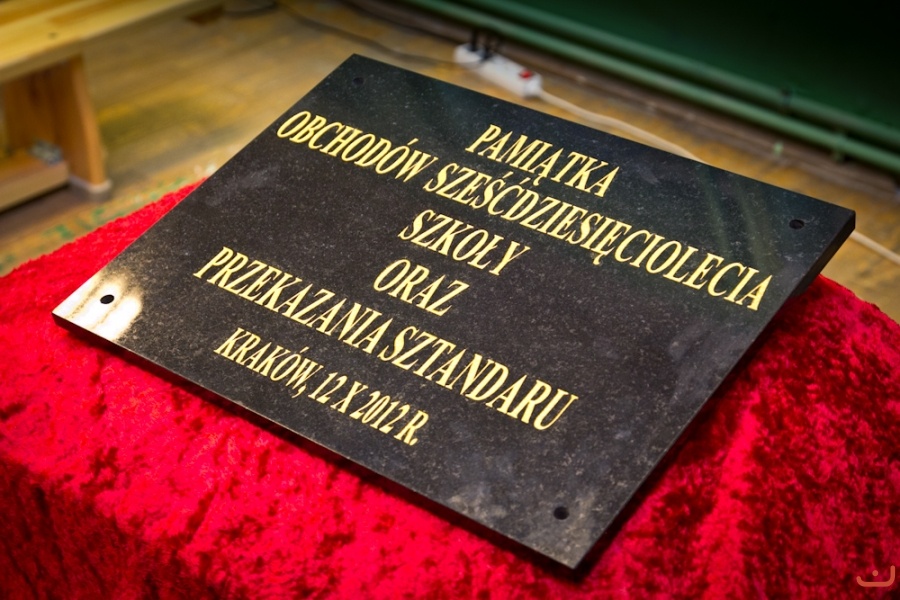 PAMIĄTKA
OBCHODÓW SZEŚĆDZIESIĘCIOLECIA
SZKOŁY
ORAZ
PRZEKAZANIA SZTANDARU
KRAKÓW, 12 X 2012 R.